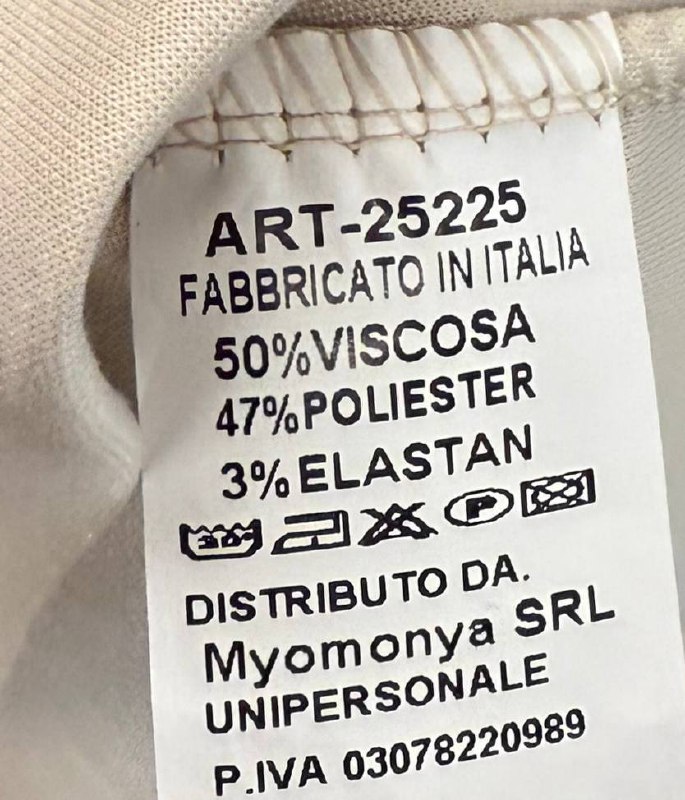 ART-25225
FABBRICATO IN ITALIA
50%VISCOSA
47%POLIESTER
3%ELASTAN
P
DISTRIBUTO DA.
Myomonya SRL
UNIPERSONALE
P.IVA 03078220989